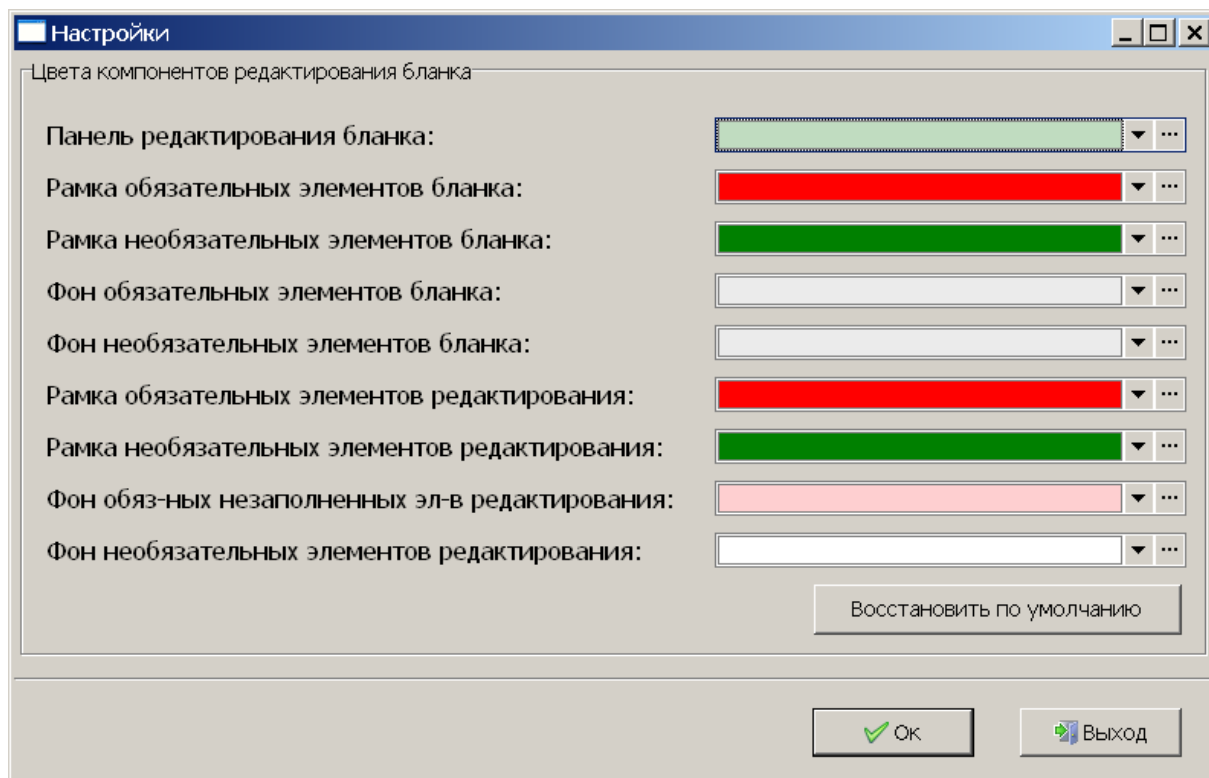 Настройки
Цвета компонентов редактирования бланка
Панель редактирования бланка:
Рамка обязательных элементов бланка:
Рамка необязательных элементов бланка:
Фон обязательных элементов бланка:
Фон необязательных элементов бланка:
Рамка обязательных элементов редактирования:
Рамка необязательных элементов редактирования:
Фон обяз-ных незаполненных эл-в редактирования:
Фон необязательных элементов редактирования:
Восстановить по умолчанию
Ок Выход